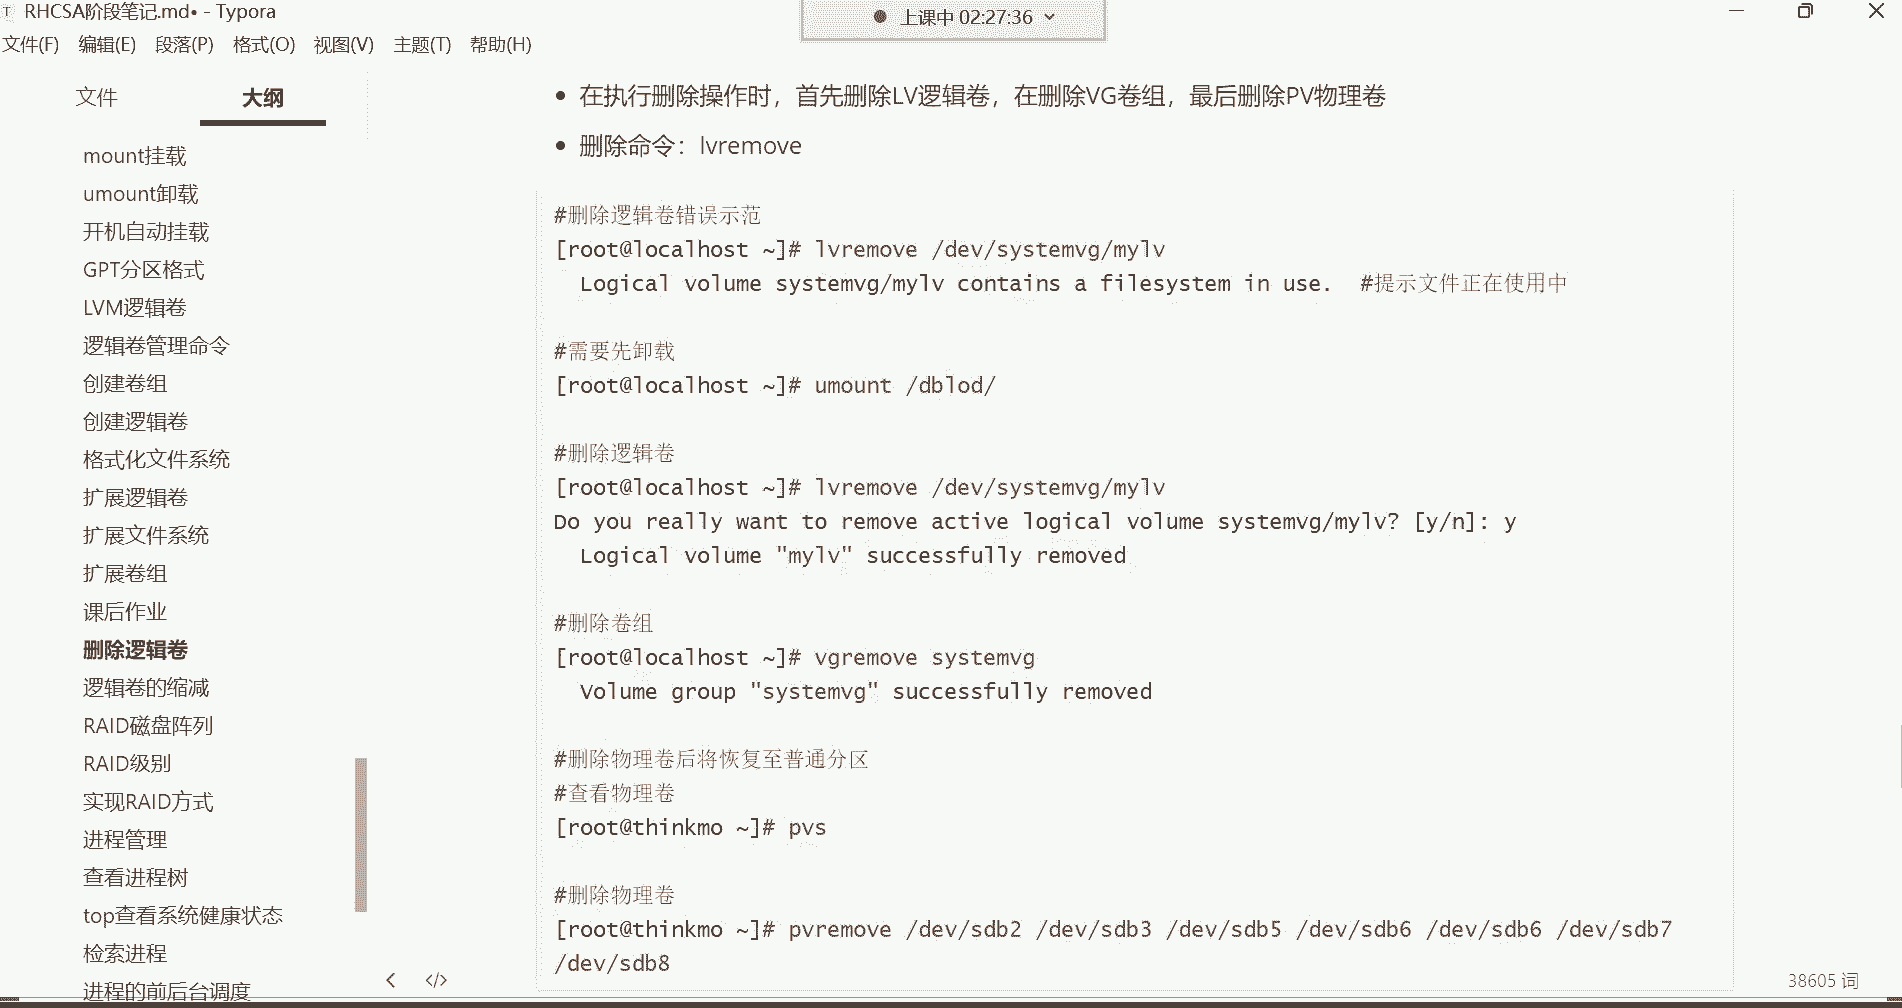 RHCSA阶段笔记.md• - Typora
上课中 02:27:36
文件(F) 编辑(E) 段落(P) 格式(O) 视图(V) 主题(T) 帮助(H)
文件 大纲
mount挂载
umount卸载
开机自动挂载
GPT分区格式
LVM逻辑卷
逻辑卷管理命令
创建卷组
创建逻辑卷
格式化文件系统
扩展逻辑卷
扩展文件系统
扩展卷组
课后作业
删除逻辑卷
逻辑卷的缩减
RAID磁盘阵列
RAID级别
实现RAID方式
进程管理
查看进程树
top查看系统健康状态
检索进程
进程的前后台调度
• 在执行删除操作时，首先删除LV逻辑卷，在删除VG卷组，最后删除PV物理卷
• 删除命令：lvremove
#删除逻辑卷错误示范
[root@localhost ~]# lvremove /dev/systemvg/mylv
Logical volume systemvg/mylv contains a filesystem in use. #提示文件正在使用中
#需要先卸载
[root@localhost ~]# umount /dblod/
#删除逻辑卷
[root@localhost ~]# lvremove /dev/systemvg/mylv
Do you really want to remove active logical volume systemvg/mylv? [y/n]: y
Logical volume "mylv" successfully removed
#删除卷组
[root@localhost ~]# vgremove systemvg
Volume group "systemvg" successfully removed
#删除物理卷后将恢复至普通分区
#查看物理卷
[root@thinkmo ~]# pvs
#删除物理卷
[root@thinkmo ~]# pvremove /dev/sdb2 /dev/sdb3 /dev/sdb5 /dev/sdb6 /dev/sdb6 /dev/sdb7
/dev/sdb8
38605 词